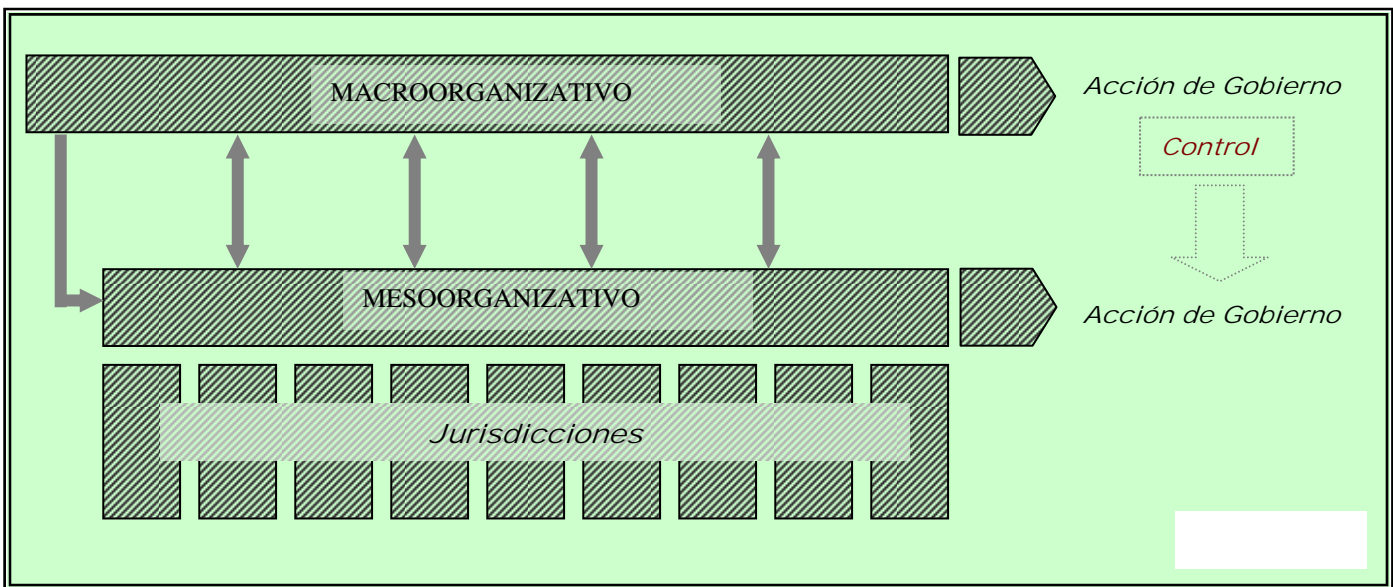 MACROORGANIZATIVO
Acción de Gobierno
Control
MESOORGANIZATIVO
Acción de Gobierno
Jurisdicciones